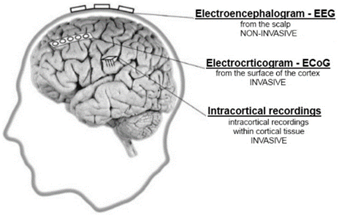 Electroencephalogram - EEG
from the scalp
NON-INVASIVE
Electrocrticogram - ECoG
from the surface of the cortex
INVASIVE
Intracortical recordings
intracortical recordings
within cortical tissue
INVASIVE